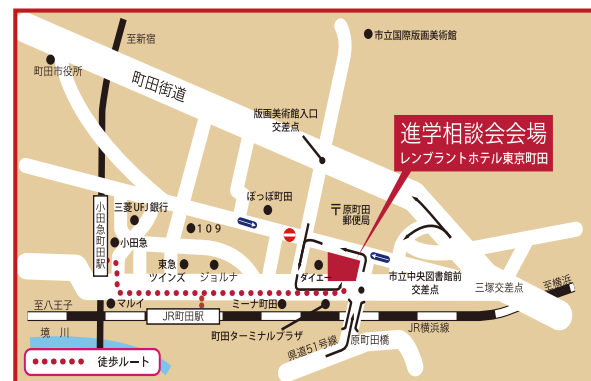 至新宿
市立国際版画美術館
町田市役所
町田街道
版画美術館入口
交差点
進学相談会会場
レンブラントホテル東京町田
小田急町田駅
三菱UFJ銀行
ぽっぽ町田
〒原町田
郵便局
109
小田急
東急
ツインズ
ジョルナ
ダイエー
市立中央図書館前
交差点
三塚交差点
至横浜
至八王子
マルイ
ミーナ町田
JR町田駅
町田ターミナルプラザ
JR横浜線
境川
県道51号線
原町田橋
徒歩ルート